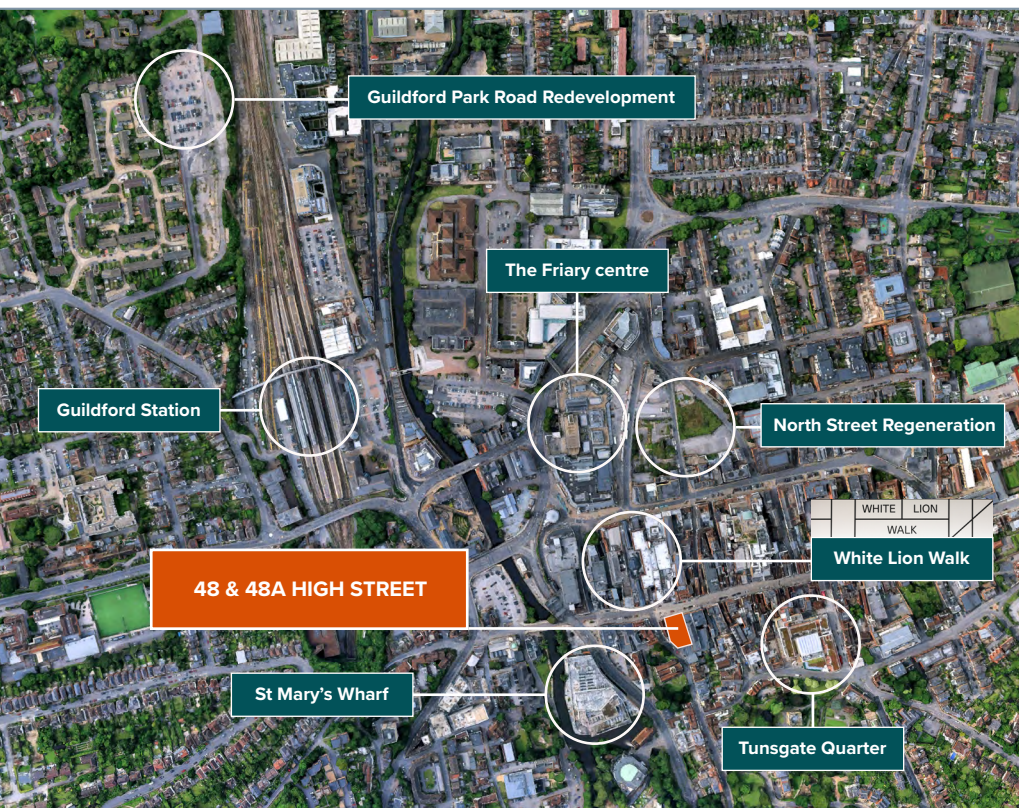 Guildford Park Road Redevelopment
The Friary centre
Guildford Station
North Street Regeneration
WHITE LION
WALK
White Lion Walk
48 & 48A HIGH STREET
St Mary's Wharf
Tunsgate Quarter